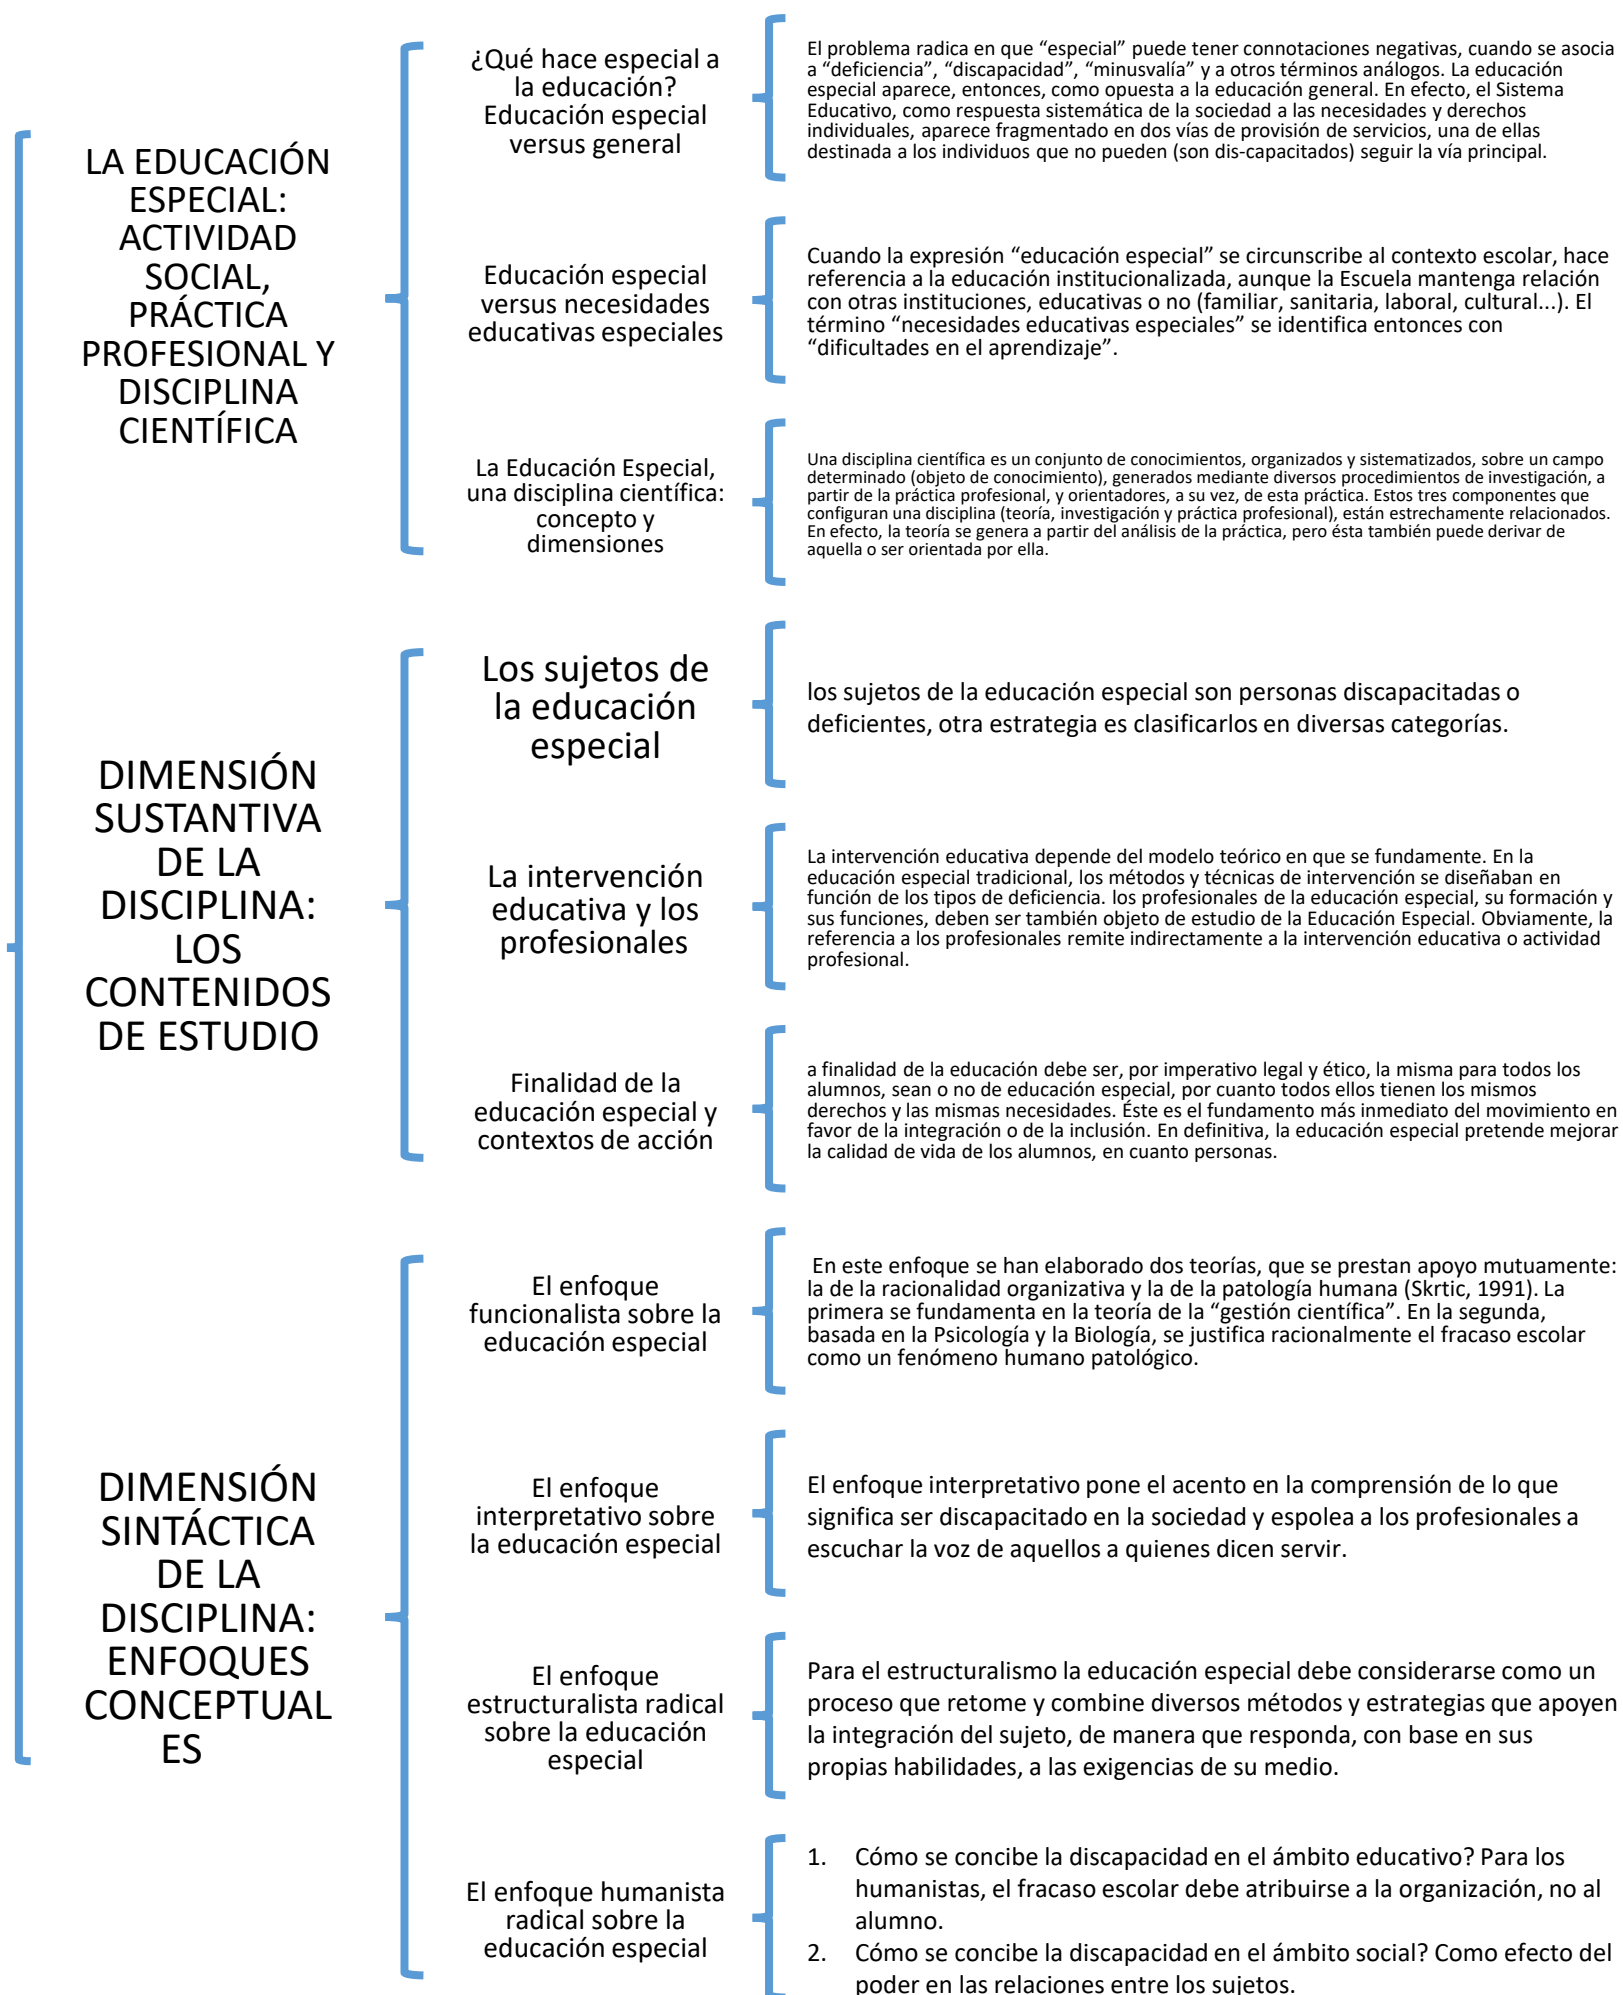 LA EDUCACIÓN
ESPECIAL:
ACTIVIDAD
SOCIAL,
PRÁCTICA
PROFESIONAL Y
DISCIPLINA
CIENTÍFICA
¿Qué hace especial a
la educación?
Educación especial
versus general
El problema radica en que “especial” puede tener connotaciones negativas, cuando se asocia
a “deficiencia”, “discapacidad”, “minusvalía” y a otros términos análogos. La educación
especial aparece, entonces, como opuesta a la educación general. En efecto, el Sistema
Educativo, como respuesta sistemática de la sociedad a las necesidades y derechos
individuales, aparece fragmentado en dos vías de provisión de servicios, una de ellas
destinada a los individuos que no pueden (son dis-capacitados) seguir la vía principal.
Educación especial
versus necesidades
educativas especiales
Cuando la expresión “educación especial” se circunscribe al contexto escolar, hace
referencia a la educación institucionalizada, aunque la Escuela mantenga relación
con otras instituciones, educativas o no (familiar, sanitaria, laboral, cultural...). El
término “necesidades educativas especiales” se identifica entonces con
“dificultades en el aprendizaje”.
La Educación Especial,
una disciplina científica:
concepto y
dimensiones
Una disciplina científica es un conjunto de conocimientos, organizados y sistematizados, sobre un campo
determinado (objeto de conocimiento), generados mediante diversos procedimientos de investigación, a
partir de la práctica profesional, y orientadores, a su vez, de esta práctica. Estos tres componentes que
configuran una disciplina (teoría, investigación y práctica profesional), están estrechamente relacionados.
En efecto, la teoría se genera a partir del análisis de la práctica, pero ésta también puede derivar de
aquella o ser orientada por ella.
DIMENSIÓN
SUSTANTIVA
DE LA
DISCIPLINA:
LOS
CONTENIDOS
DE ESTUDIO
Los sujetos de
la educación
especial
los sujetos de la educación especial son personas discapacitadas o
deficientes, otra estrategia es clasificarlos en diversas categorías.
La intervención
educativa y los
profesionales
La intervención educativa depende del modelo teórico en que se fundamente. En la
educación especial tradicional, los métodos y técnicas de intervención se diseñaban en
función de los tipos de deficiencia. los profesionales de la educación especial, su formación y
sus funciones, deben ser también objeto de estudio de la Educación Especial. Obviamente, la
referencia a los profesionales remite indirectamente a la intervención educativa o actividad
profesional.
Finalidad de la
educación especial y
contextos de acción
a finalidad de la educación debe ser, por imperativo legal y ético, la misma para todos los
alumnos, sean o no de educación especial, por cuanto todos ellos tienen los mismos
derechos y las mismas necesidades. Éste es el fundamento más inmediato del movimiento en
favor de la integración o de la inclusión. En definitiva, la educación especial pretende mejorar
la calidad de vida de los alumnos, en cuanto personas.
DIMENSIÓN
SINTÁCTICA
DE LA
DISCIPLINA:
ENFOQUES
CONCEPTUAL
ES
El enfoque
funcionalista sobre la
educación especial
En este enfoque se han elaborado dos teorías, que se prestan apoyo mutuamente:
la de la racionalidad organizativa y la de la patología humana (Skrtic, 1991). La
primera se fundamenta en la teoría de la “gestión científica”. En la segunda,
basada en la Psicología y la Biología, se justifica racionalmente el fracaso escolar
como un fenómeno humano patológico.
El enfoque
interpretativo sobre
la educación especial
El enfoque interpretativo pone el acento en la comprensión de lo que
significa ser discapacitado en la sociedad y espolea a los profesionales a
escuchar la voz de aquellos a quienes dicen servir.
El enfoque
estructuralista radical
sobre la educación
especial
Para el estructuralismo la educación especial debe considerarse como un
proceso que retome y combine diversos métodos y estrategias que apoyen
la integración del sujeto, de manera que responda, con base en sus
propias habilidades, a las exigencias de su medio.
El enfoque humanista
radical sobre la
educación especial
1. Cómo se concibe la discapacidad en el ámbito educativo? Para los
humanistas, el fracaso escolar debe atribuirse a la organización, no al
alumno.
2. Cómo se concibe la discapacidad en el ámbito social? Como efecto del
poder en las relaciones entre los sujetos.